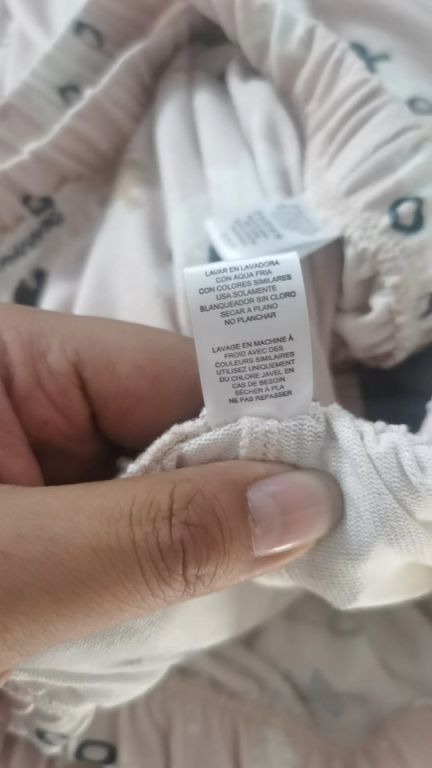 LAVAR EN LAVADORA
CON AQUA FRIA
CON COLORES SIMILARES
USA SOLAMENTE
BLANQUEADOR SIN CLORO
SECAR A PLANO
NO PLANCHAR
LAVAGE EN MACHINE À
FROID AVEC DES
COULEURS SIMILAIRES
UTILISEZ UNIQUEMENT
DU CHLORE JAVEL EN
CAS DE BESOIN
SÉCHER À PLA
NE PAS REPASSER